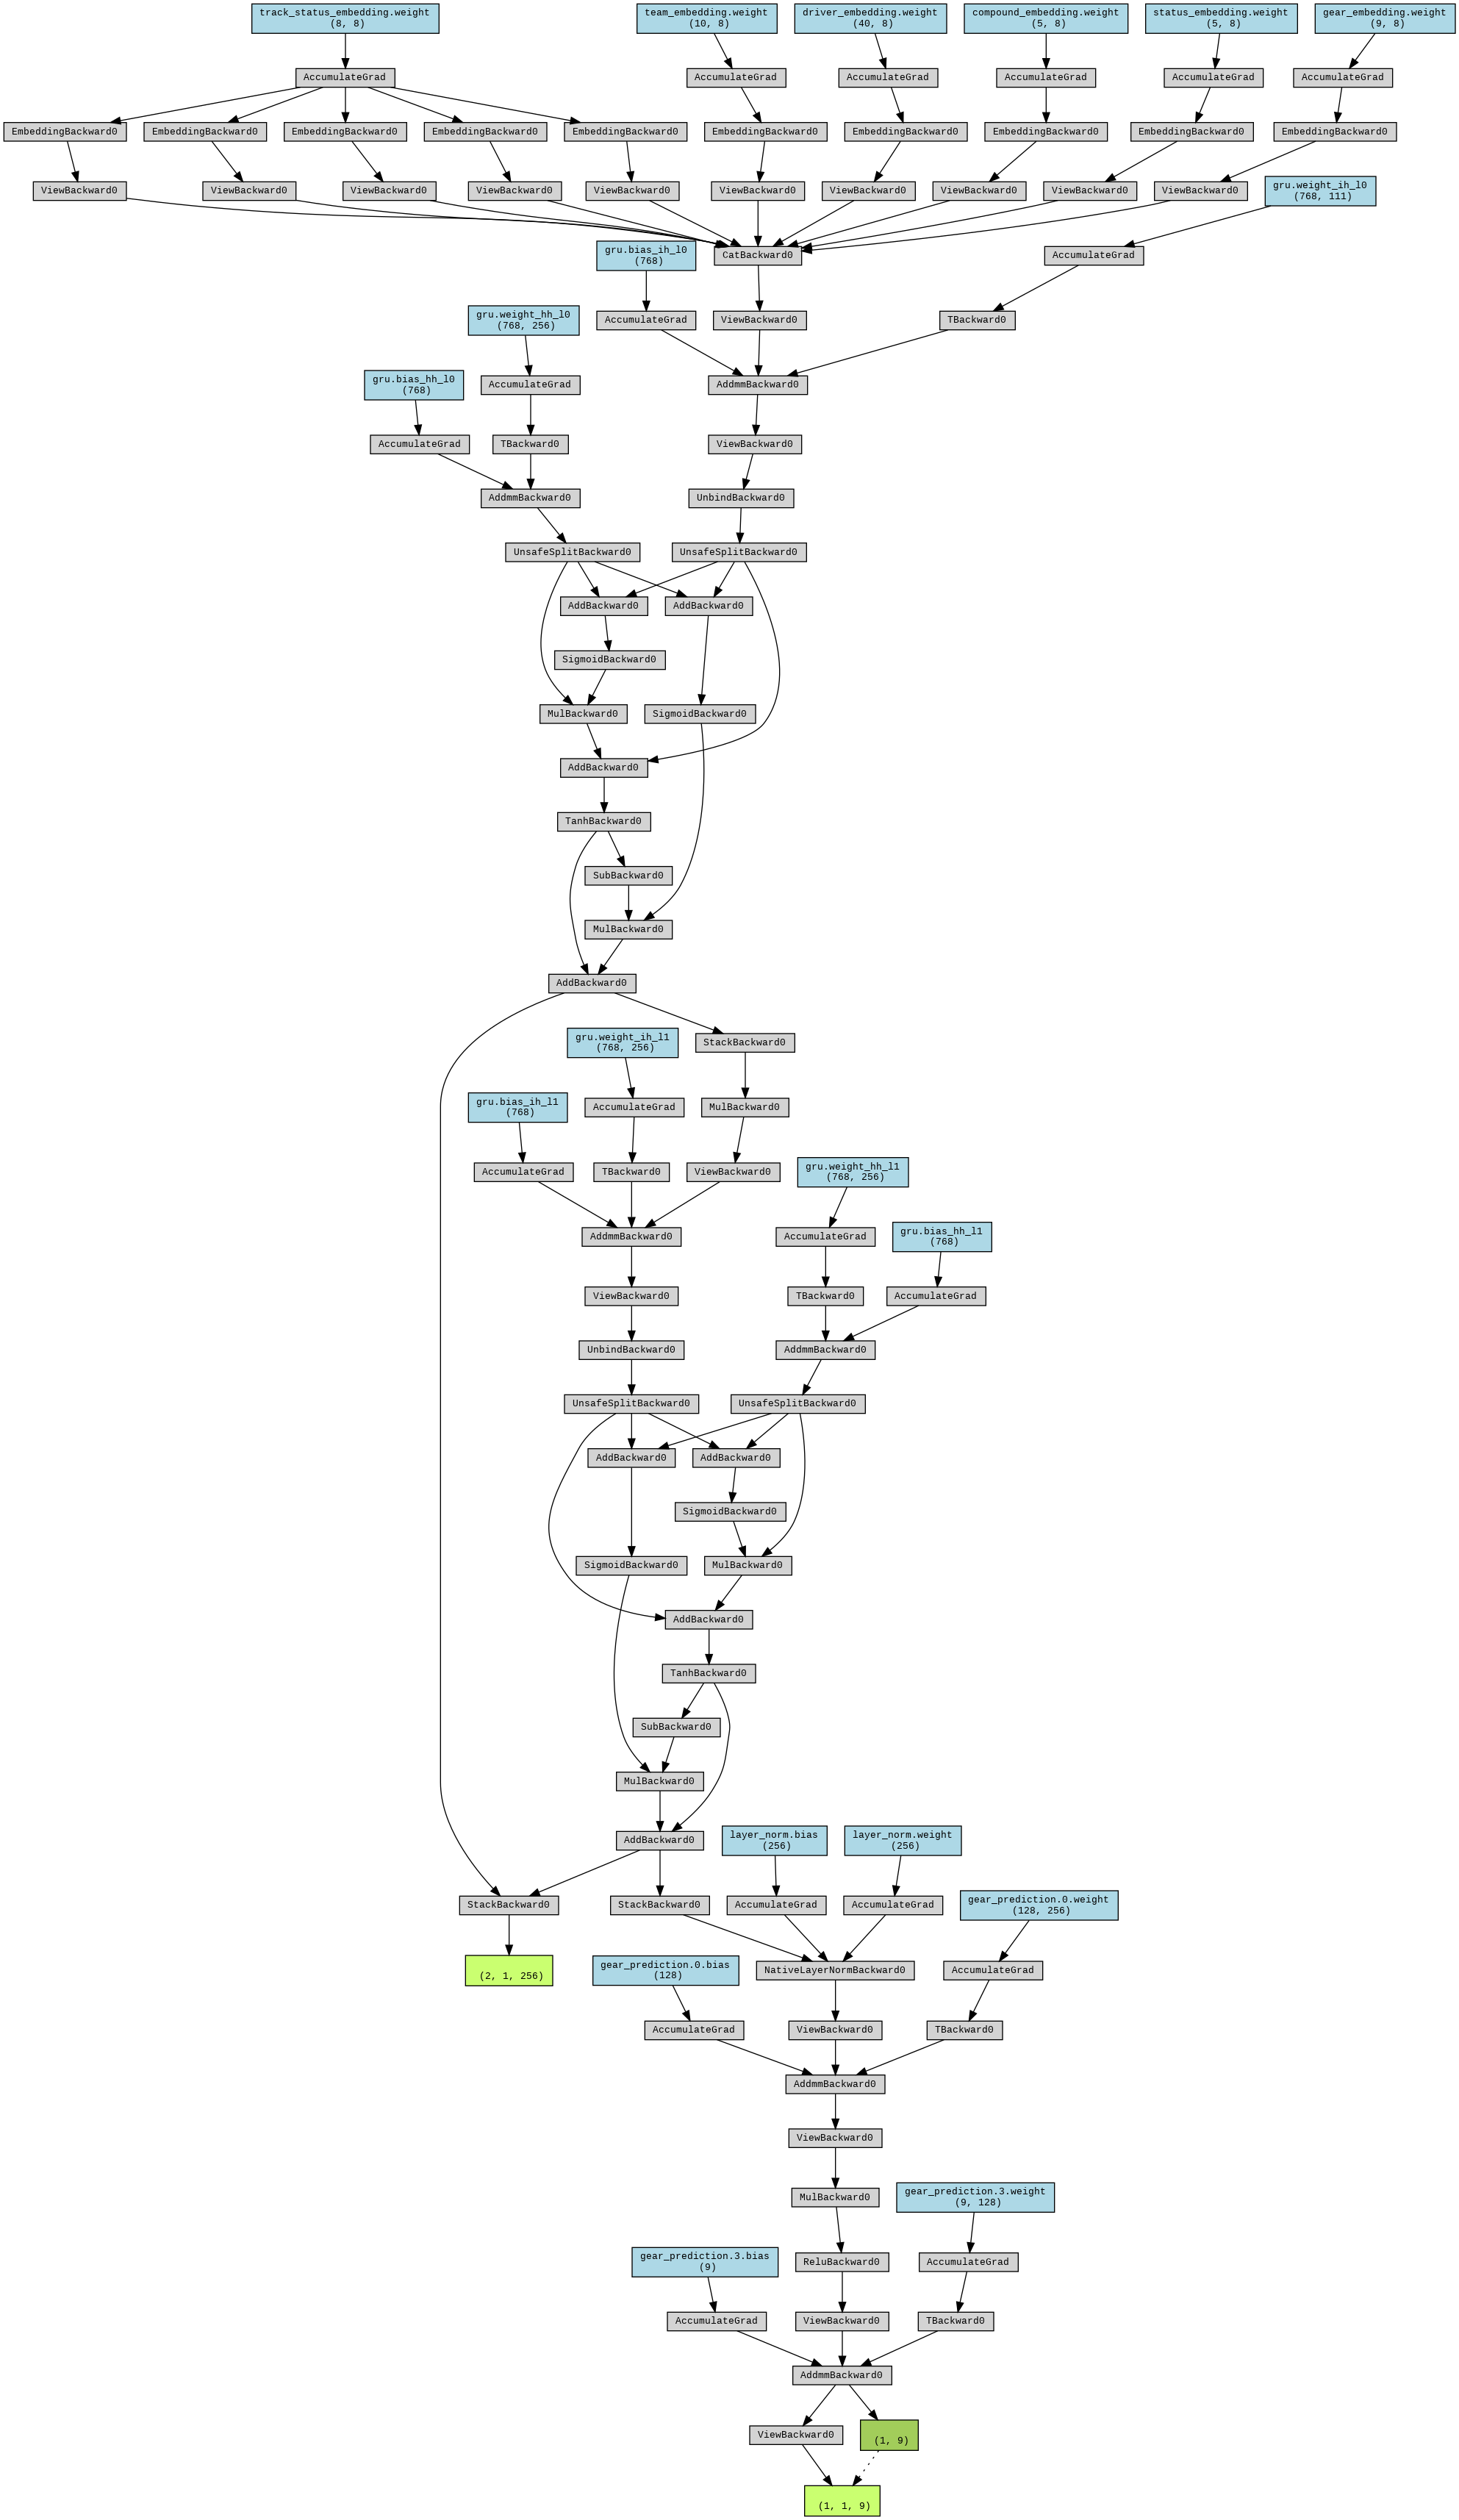 track_status_embedding.weight
(8, 8)
team_embedding.weight
(10, 8)
driver_embedding.weight
(40, 8)
compound_embedding.weight
(5, 8)
status_embedding.weight
(5, 8)
gear_embedding.weight
(9, 8)
AccumulateGrad
AccumulateGrad
AccumulateGrad
AccumulateGrad
AccumulateGrad
AccumulateGrad
EmbeddingBackward0
EmbeddingBackward0
EmbeddingBackward0
EmbeddingBackward0
EmbeddingBackward0
EmbeddingBackward0
EmbeddingBackward0
EmbeddingBackward0
EmbeddingBackward0
EmbeddingBackward0
ViewBackward0
ViewBackward0
ViewBackward0
ViewBackward0
ViewBackward0
ViewBackward0
ViewBackward0
ViewBackward0
ViewBackward0
ViewBackward0
gru.weight_ih_l0
(768, 111)
gru.bias_ih_l0
(768)
CatBackward0
AccumulateGrad
gru.weight_hh_l0
(768, 256)
AccumulateGrad
ViewBackward0
TBackward0
gru.bias_hh_l0
(768)
AccumulateGrad
AddmmBackward0
AccumulateGrad
TBackward0
ViewBackward0
AddmmBackward0
UnbindBackward0
UnsafeSplitBackward0
UnsafeSplitBackward0
AddBackward0
AddBackward0
SigmoidBackward0
MulBackward0
SigmoidBackward0
AddBackward0
TanhBackward0
SubBackward0
MulBackward0
AddBackward0
gru.weight_ih_l1
(768, 256)
StackBackward0
gru.bias_ih_l1
(768)
AccumulateGrad
MulBackward0
AccumulateGrad
TBackward0
ViewBackward0
gru.weight_hh_l1
(768, 256)
AddmmBackward0
AccumulateGrad
gru.bias_hh_l1
(768)
ViewBackward0
TBackward0
AccumulateGrad
UnbindBackward0
AddmmBackward0
UnsafeSplitBackward0
UnsafeSplitBackward0
AddBackward0
AddBackward0
SigmoidBackward0
SigmoidBackward0
MulBackward0
AddBackward0
TanhBackward0
SubBackward0
MulBackward0
AddBackward0
layer_norm.bias
(256)
layer_norm.weight
(256)
StackBackward0
StackBackward0
AccumulateGrad
AccumulateGrad
gear_prediction.0.weight
(128, 256)
(2, 1, 256)
gear_prediction.0.bias
(128)
NativeLayerNormBackward0
AccumulateGrad
AccumulateGrad
ViewBackward0
TBackward0
AddmmBackward0
ViewBackward0
MulBackward0
gear_prediction.3.weight
(9, 128)
gear_prediction.3.bias
(9)
ReluBackward0
AccumulateGrad
AccumulateGrad
ViewBackward0
TBackward0
AddmmBackward0
ViewBackward0
(1, 9)
(1, 1, 9)